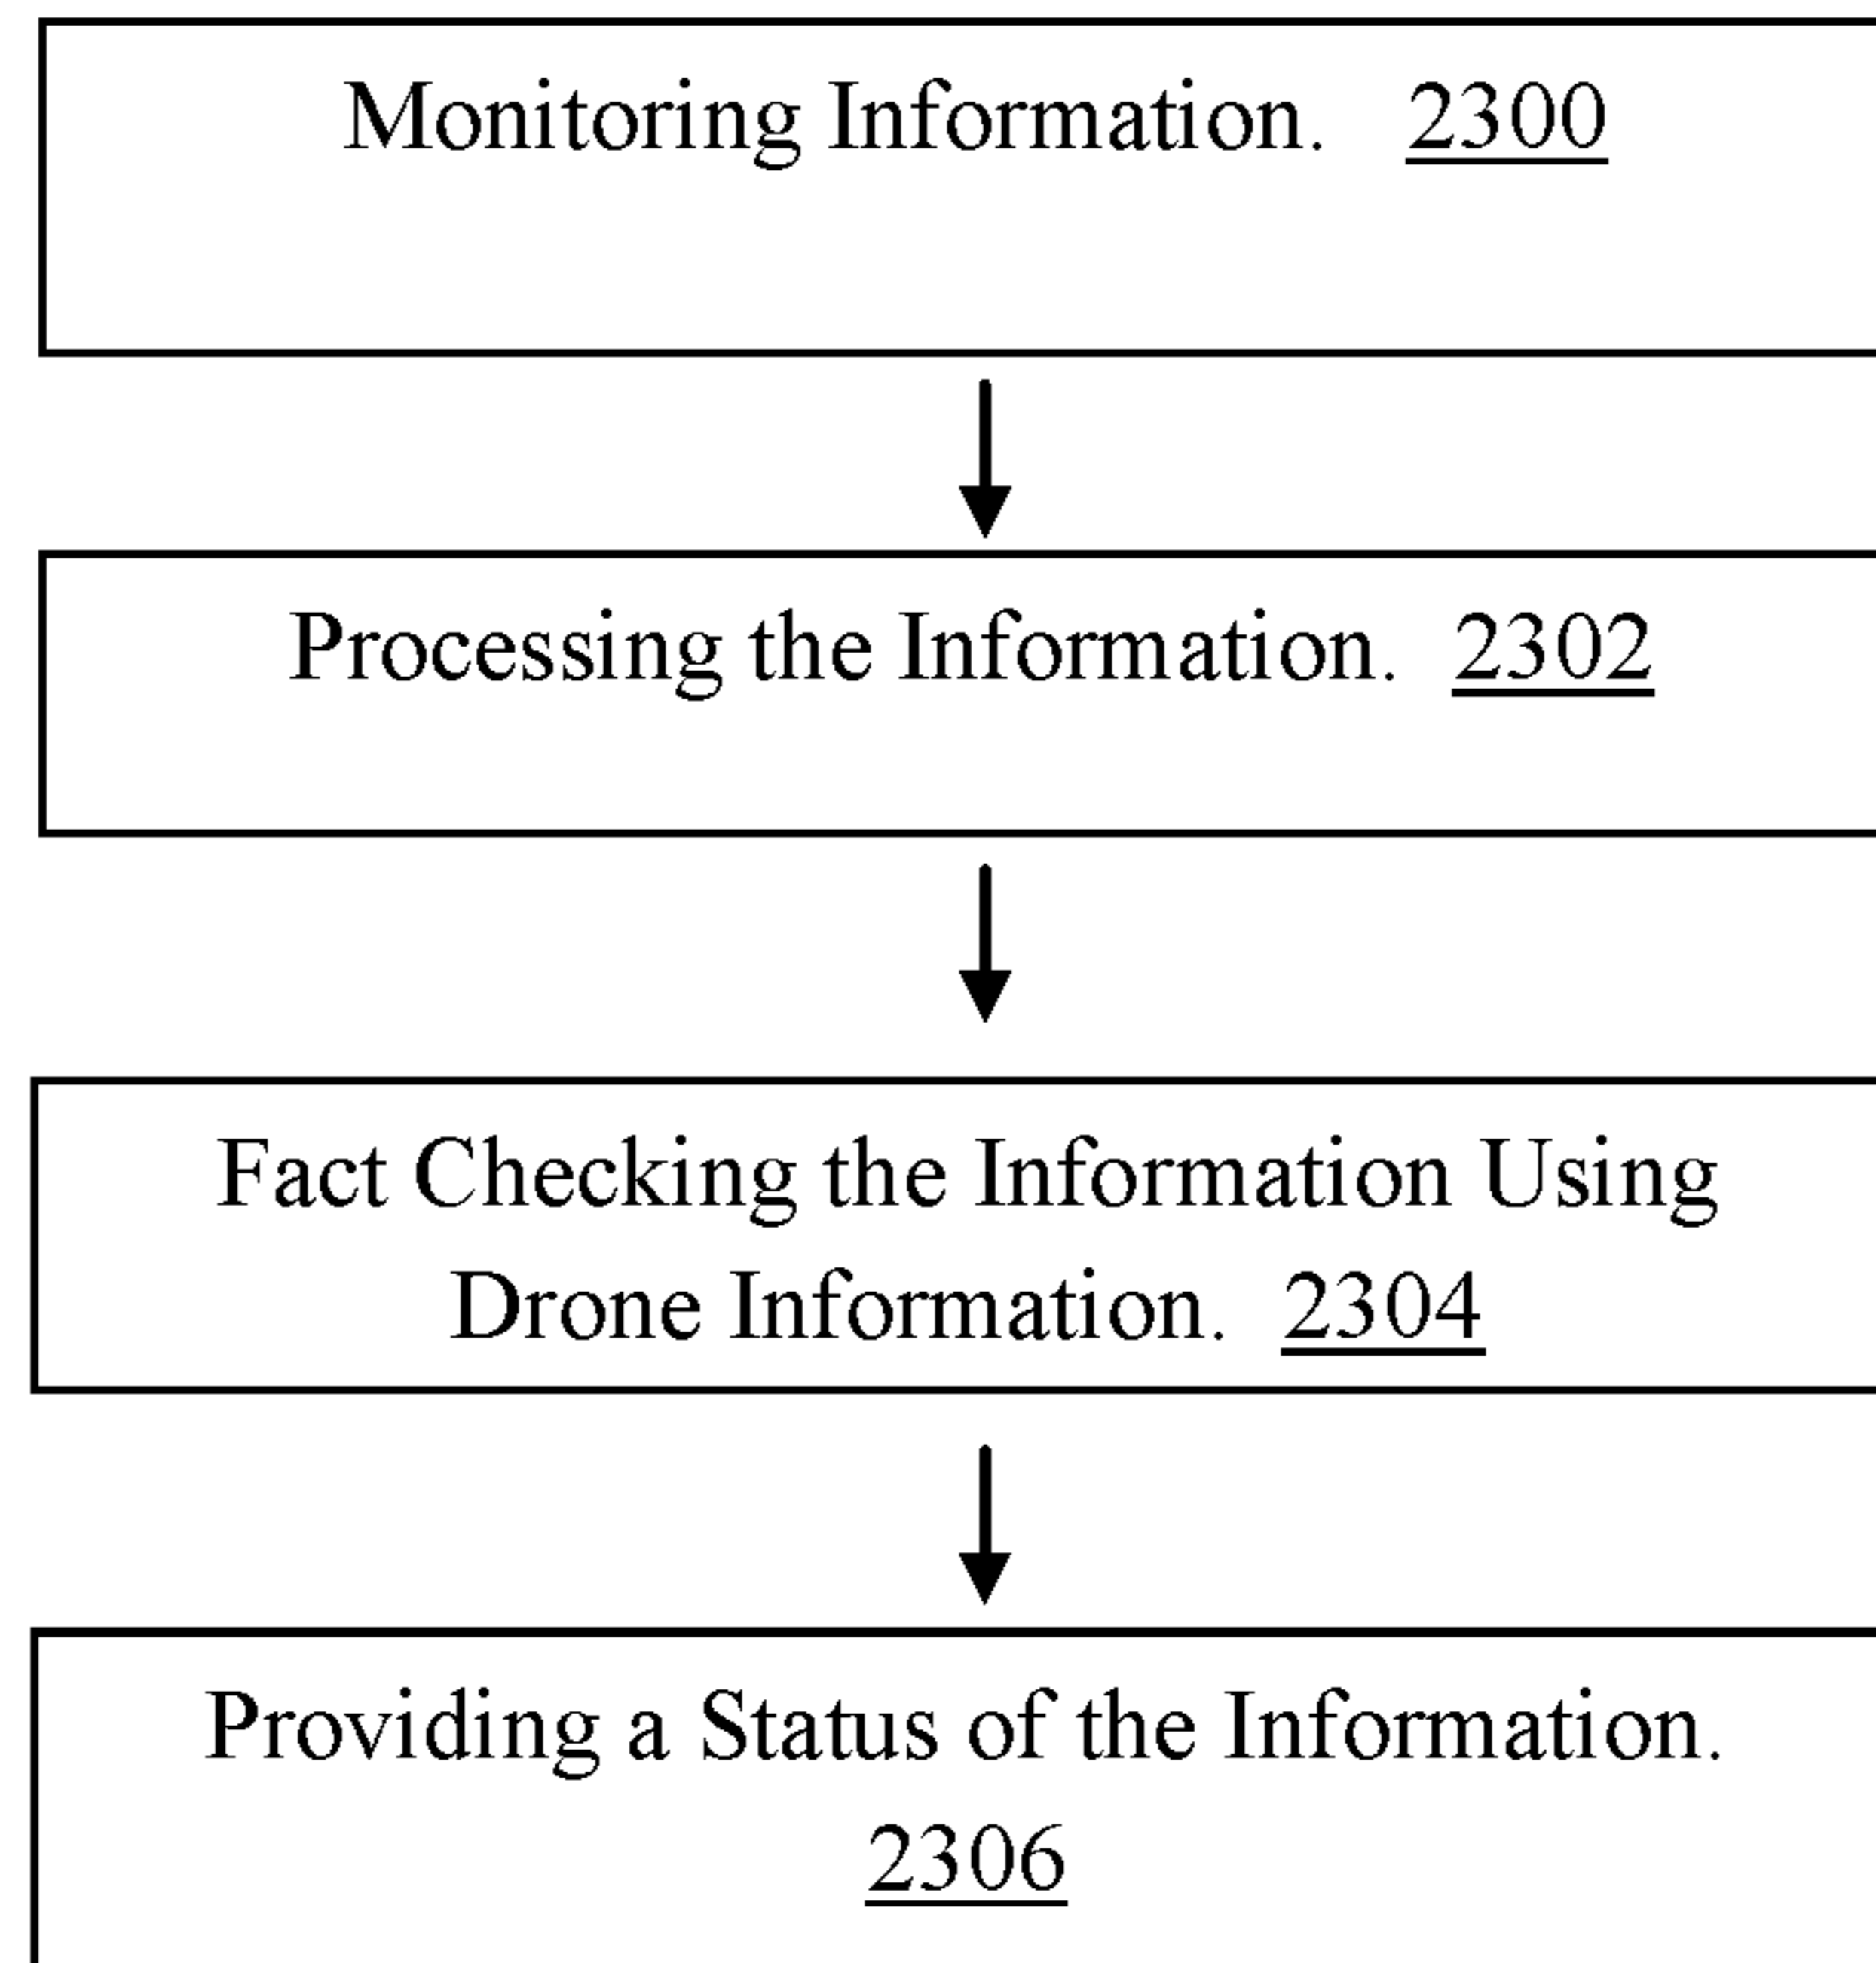 Monitoring Information. 2300
Processing the Information. 2302
Fact Checking the Information Using
Drone Information. 2304
Providing a Status of the Information.
2306